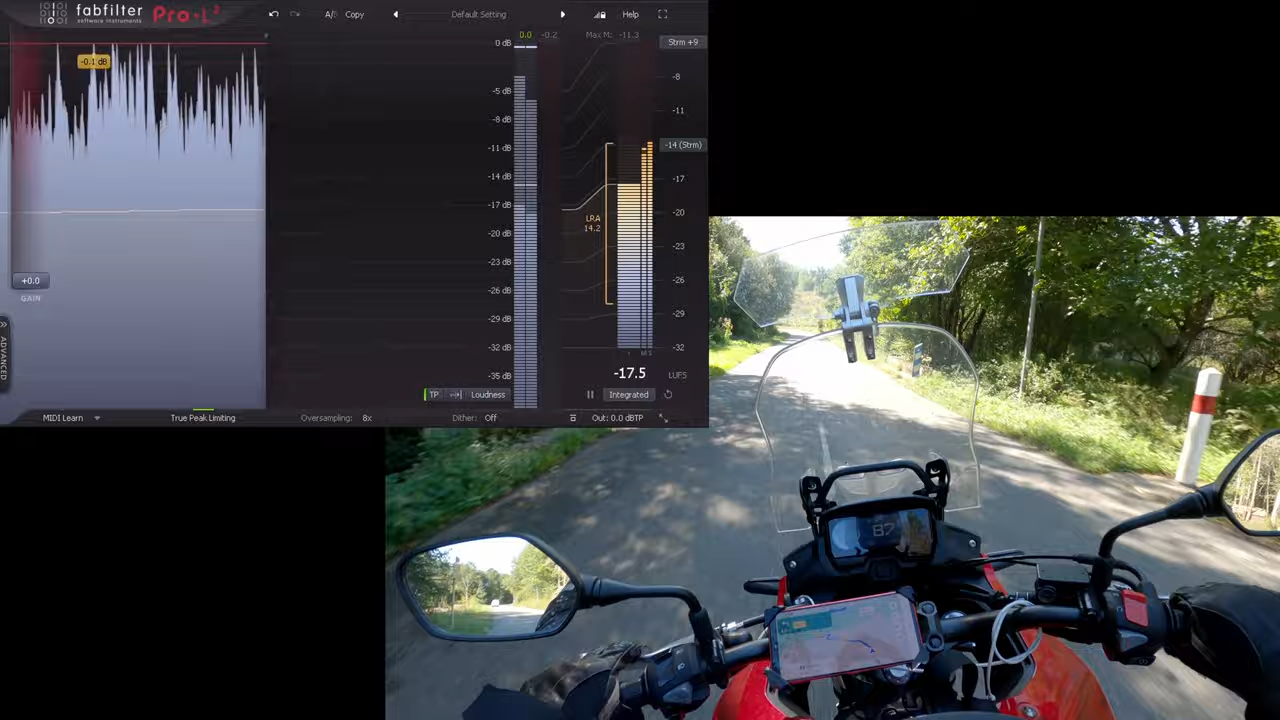 fabfilter
software instruments
Pro·L²
A/ Copy
Default Setting
Help
0.0 -0.2 Max M: -11.3 Strm +9
0 dB
-0.1 dB
-8
-5 dB
-11
-8 dB
-11 dB
-14 (Strm)
-14 dB
-17
-17 dB
-20
LRA
14.2
-20 dB
-23
-23 dB
-26
+0.0
-26 dB
GAIN
-29
-29 dB
-32 dB
-32
ADVANCED
-17.5 LUFS
-35 dB
TP
Loudness
Integrated
MIDI Learn
True Peak Limiting
Oversampling: 8x
Dither: Off
Out: 0.0 dBTP
87